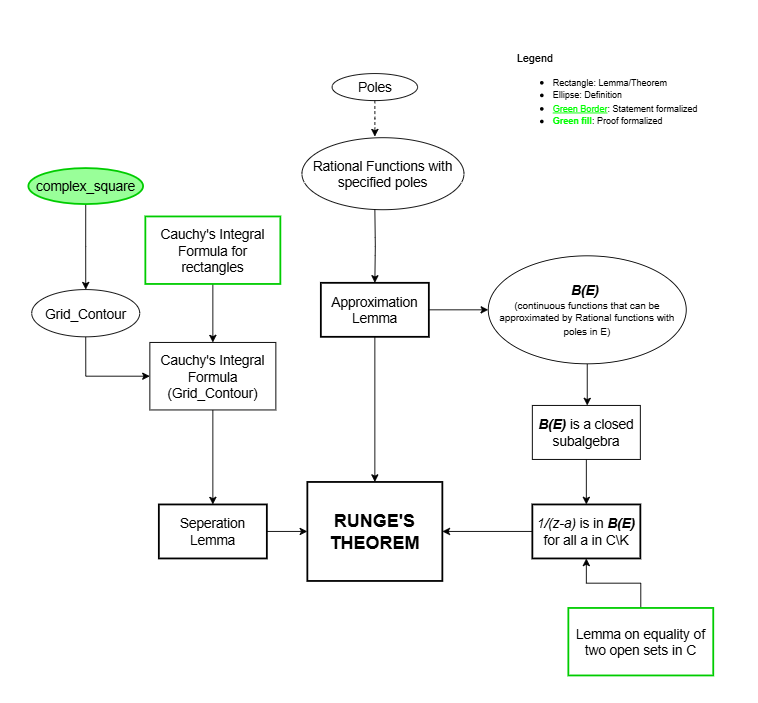 Legend
Rectangle: Lemma/Theorem
Ellipse: Definition
Green Border: Statement formalized
Green fill: Proof formalized
Poles
Rational Functions with
specified poles
complex_square
Cauchy's Integral
Formula for
rectangles
Grid_Contour
Approximation
Lemma
B(E)
(continuous functions that can be
approximated by Rational functions with
poles in E)
Cauchy's Integral
Formula
(Grid_Contour)
B(E) is a closed
subalgebra
Seperation
Lemma
RUNGE'S
THEOREM
1/(z-a) is in B(E)
for all a in C\K
Lemma on equality of
two open sets in C